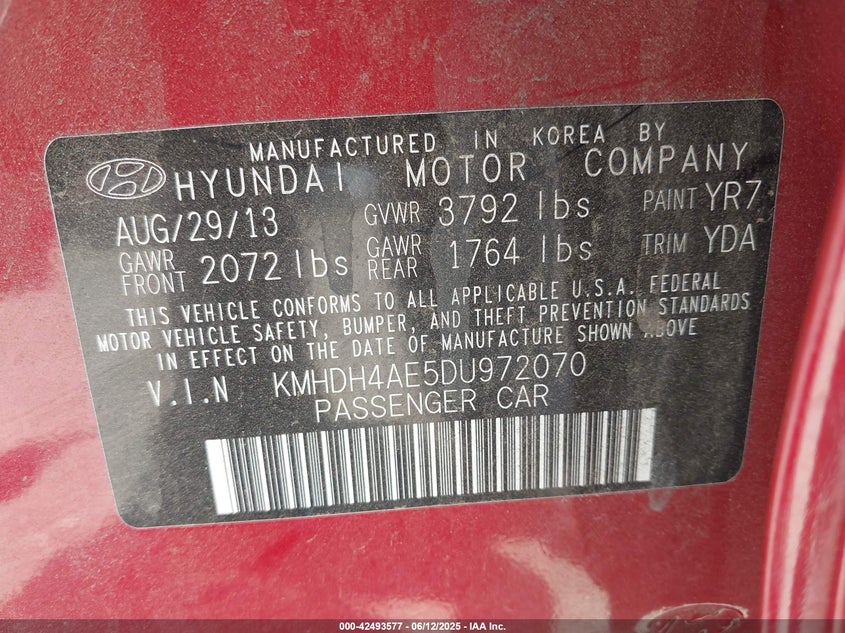 MANUFACTURED IN KOREA BY
HYUNDAI MOTOR COMPANY
AUG/29/13 GVWR 3792 lbs PAINT YR7
GAWR FRONT 2072 lbs GAWR REAR 1764 lbs TRIM YDA
THIS VEHICLE CONFORMS TO ALL APPLICABLE U.S.A. FEDERAL
MOTOR VEHICLE SAFETY, BUMPER, AND THEFT PREVENTION STANDARDS
IN EFFECT ON THE DATE OF MANUFACTURE SHOWN ABOVE
V.I.N KMHDH4AE5DU972070
PASSENGER CAR
000-42493577 - 06/12/2025 - IAA Inc.